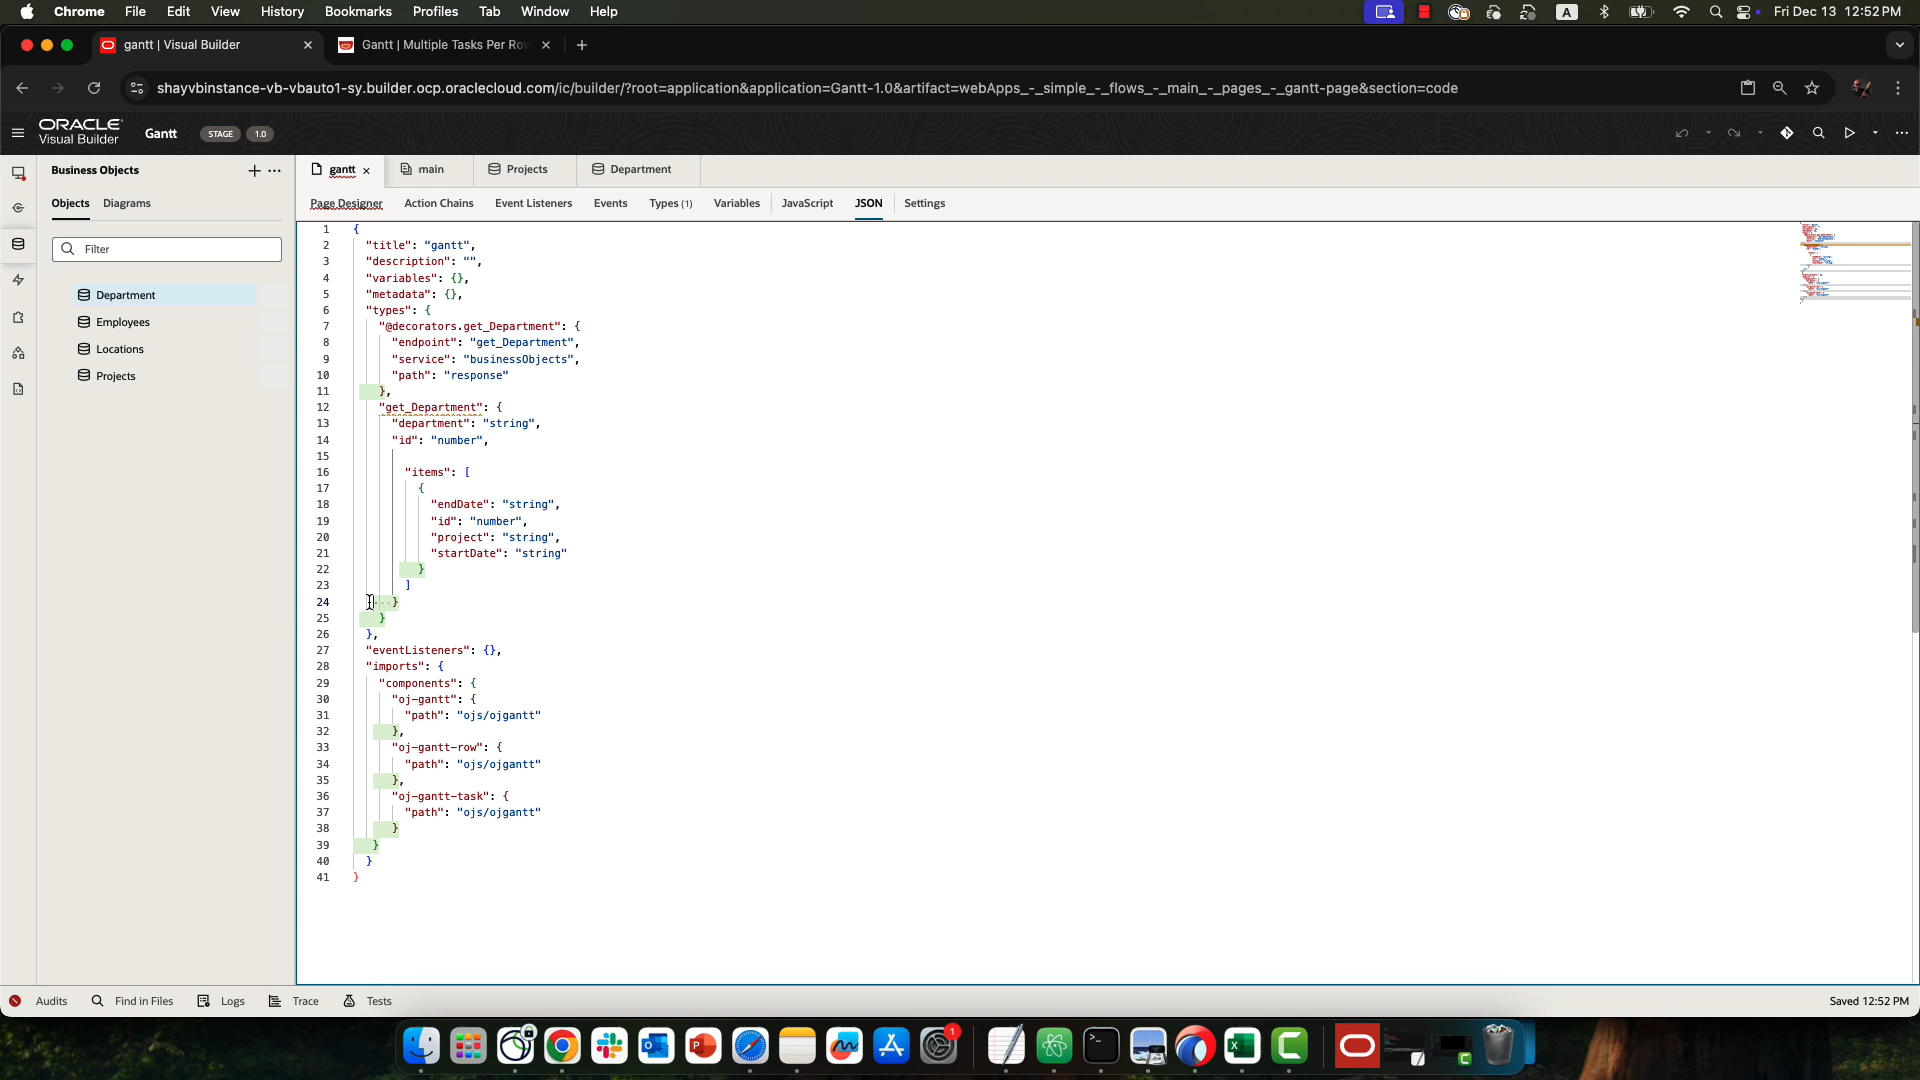 Chrome File Edit View History Bookmarks Profiles Tab Window Help A Fri Dec 13 12:52 PM
gantt | Visual Builder Gantt | Multiple Tasks Per Ro
shayvbinstance-vb-vbauto1-sy.builder.ocp.oraclecloud.com/ic/builder/?root=application&application=Gantt-1.0&artifact=webApps_-_simple_-_flows_-_main_-_pages_-_gantt-page&section=code
ORACLE
Visual Builder Gantt STAGE 1.0
Business Objects
gantt main Projects Department
Objects Diagrams
Page Designer Action Chains Event Listeners Events Types (1) Variables JavaScript JSON Settings
Filter
Department
Employees
Locations
Projects
1 {
2 "title": "gantt",
3 "description": "",
4 "variables": {},
5 "metadata": {},
6 "types": {
7 "@decorators.get_Department": {
8 "endpoint": "get_Department",
9 "service": "businessObjects",
10 "path": "response"
11 },
12 "get_Department": {
13 "department": "string",
14 "id": "number",
15
16 "items": [
17 {
18 "endDate": "string",
19 "id": "number",
20 "project": "string",
21 "startDate": "string"
22 }
23 ]
24 }
25 }
26 },
27 "eventListeners": {},
28 "imports": {
29 "components": {
30 "oj-gantt": {
31 "path": "ojs/ojgantt"
32 },
33 "oj-gantt-row": {
34 "path": "ojs/ojgantt"
35 },
36 "oj-gantt-task": {
37 "path": "ojs/ojgantt"
38 }
39 }
40 }
41 }
Audits Find in Files Logs Trace Tests Saved 12:52 PM
1